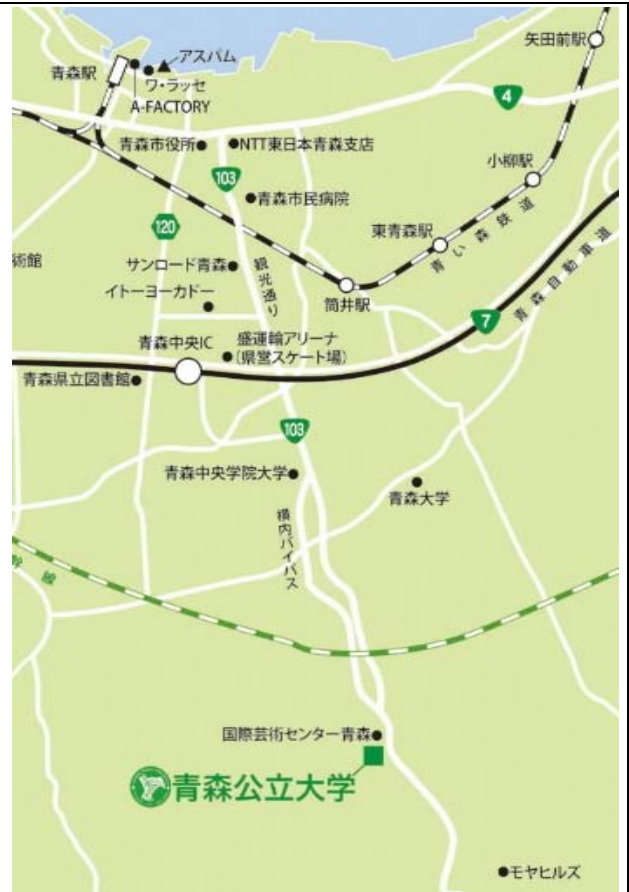 矢田前駅
アスパム
青森駅
ワ・ラッセ
A-FACTORY
4
青森市役所
NTT東日本青森支店
小柳駅
103
青森市民病院
120
東青森駅
青い森鉄道
術館
サンロード青森
観光通り
イトーヨーカドー
筒井駅
青森自動車道
7
青森中央IC
盛運輸アリーナ
(県営スケート場)
青森県立図書館
103
青森中央学院大学
青森大学
横内バイパス
幹線
国際芸術センター青森
青森公立大学
モヤヒルズ